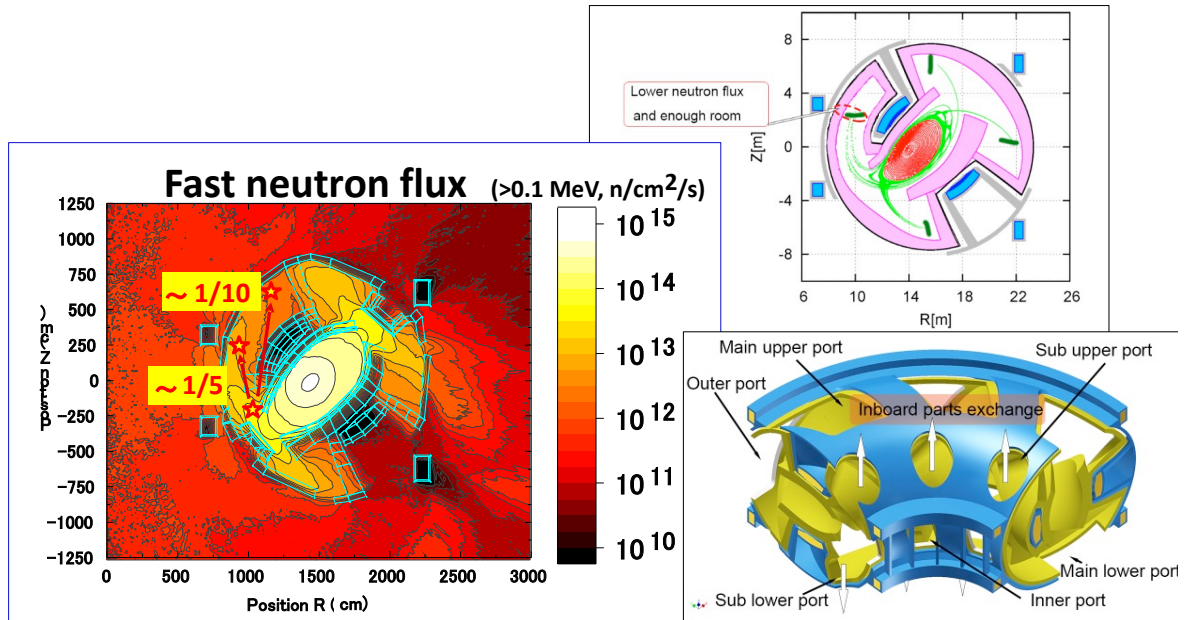 Fast neutron flux (>0.1 MeV, n/cm²/s)
1250
1000
750
500
250
0
-250
-500
-750
-1000
-1250
~ 1/10
~ 1/5
0
500
1000
1500
2000
2500
3000
Position R ( cm)
10 15
10 14
10 13
10 12
10 11
10 10
Lower neutron flux
and enough room
Z[m]
8
4
0
-4
-8
6
10
14
18
22
26
R[m]
Main upper port
Sub upper port
Outer port
Inboard parts exchange
Main lower port
Sub lower port
Inner port